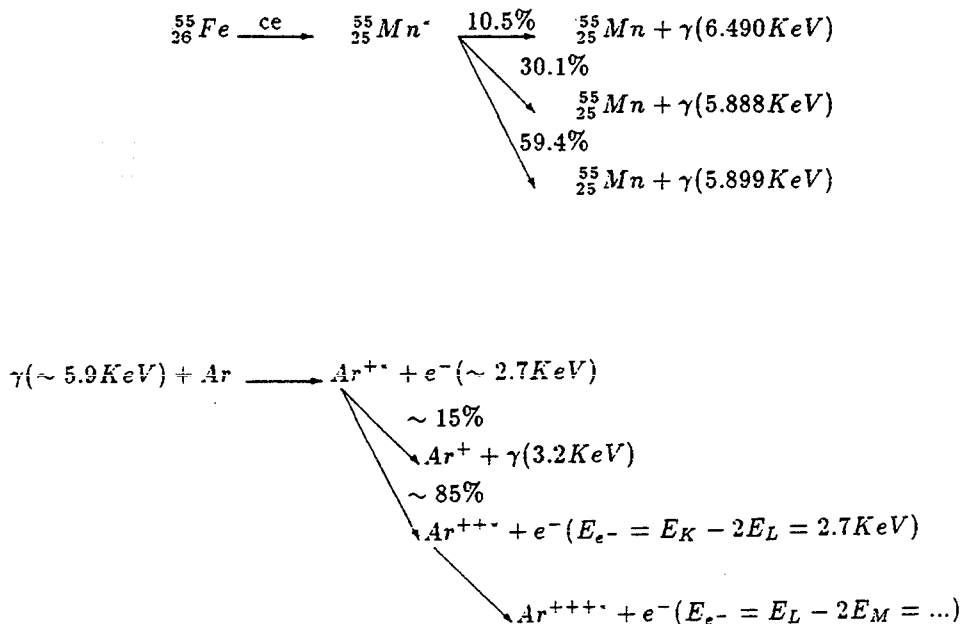 ⁵⁵₂₆Fe ce ⁵⁵₂₅Mn* 10.5% ⁵⁵₂₅Mn + γ(6.490KeV)
30.1%
⁵⁵₂₅Mn + γ(5.888KeV)
59.4%
⁵⁵₂₅Mn + γ(5.899KeV)
γ(~ 5.9KeV) + Ar Ar⁺* + e⁻(~ 2.7KeV)
~ 15%
Ar⁺ + γ(3.2KeV)
~ 85%
Ar⁺⁺* + e⁻(E_e⁻ = E_K − 2E_L = 2.7KeV)
Ar⁺⁺⁺* + e⁻(E_e⁻ = E_L − 2E_M = ...)